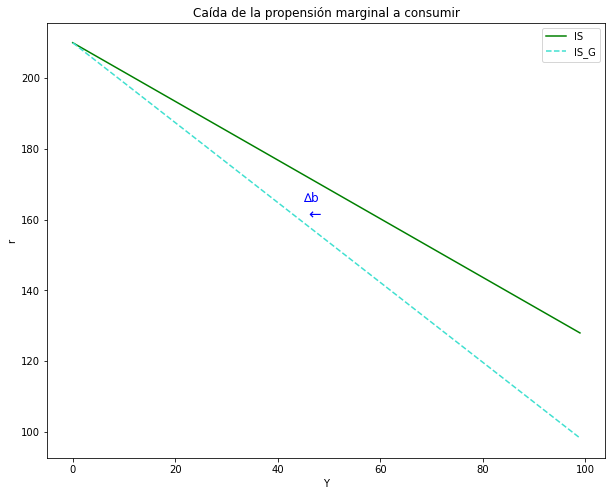 Caída de la propensión marginal a consumir
IS
IS_G
200
180
160
140
120
100
r
Δb
←
0 20 40 60 80 100
Y